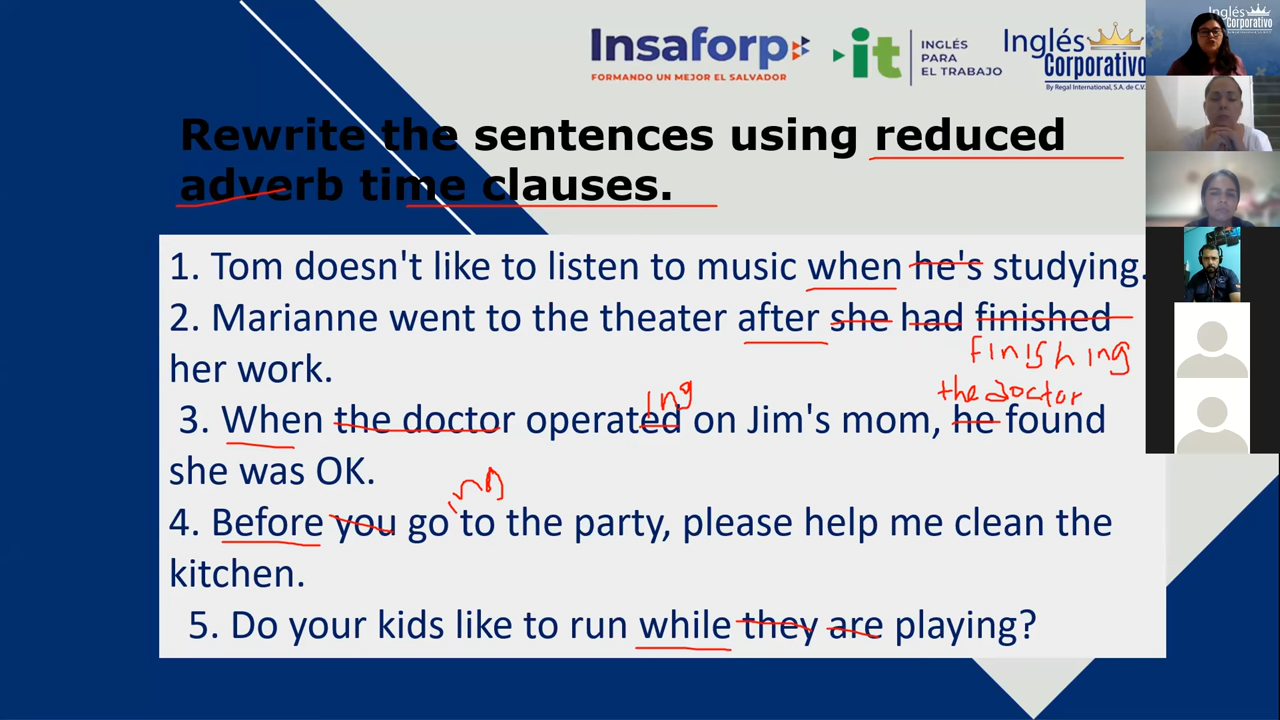 Insaforp
FORMANDO UN MEJOR EL SALVADOR
it
INGLÉS
PARA
EL TRABAJO
Inglés
Corporativo
By Regal International, S.A. de C.V.
Inglés
Corporativo
Rewrite the sentences using reduced
adverb time clauses.
1. Tom doesn't like to listen to music when he's studying.
2. Marianne went to the theater after she had finished
finishing
her work.
ing
the doctor
3. When the doctor operated on Jim's mom, he found
she was OK.
ing
4. Before you go to the party, please help me clean the
kitchen.
5. Do your kids like to run while they are playing?